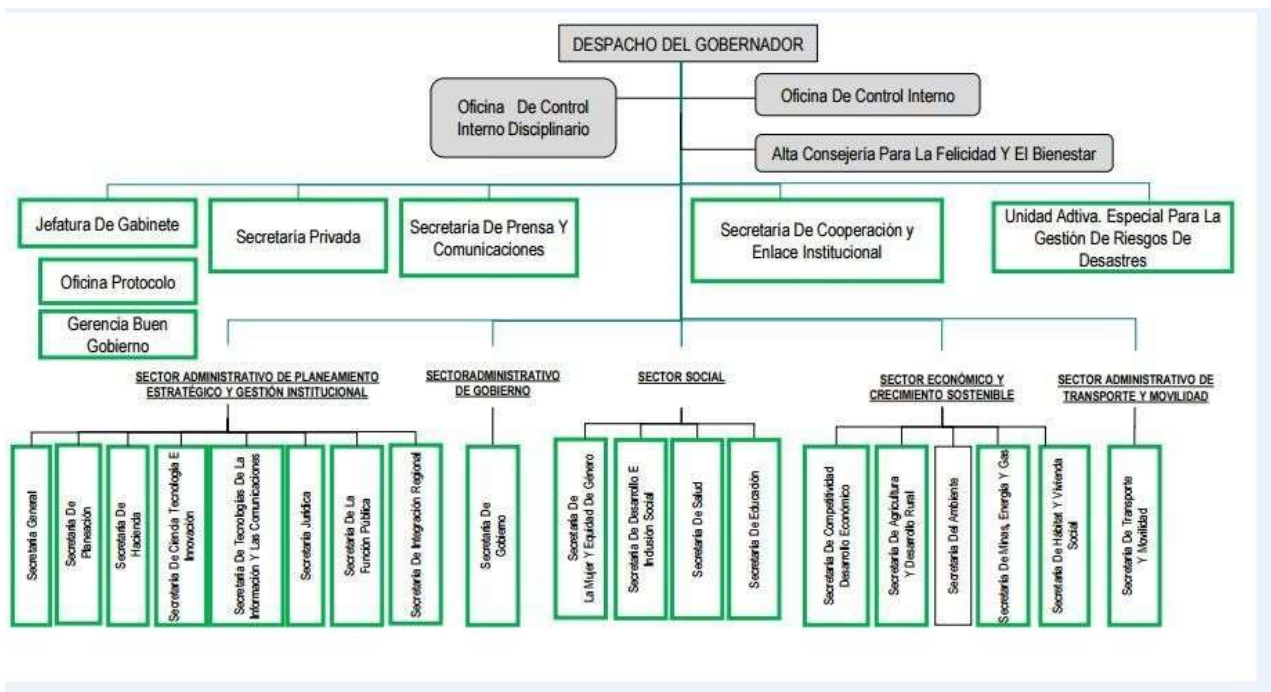 DESPACHO DEL GOBERNADOR
Oficina De Control
Interno Disciplinario
Oficina De Control Interno
Alta Consejería Para La Felicidad Y El Bienestar
Jefatura De Gabinete
Secretaria Privada
Secretaría De Prensa Y
Comunicaciones
Secretaría De Cooperación y
Enlace Institucional
Unidad Adtiva. Especial Para La
Gestión De Riesgos De
Desastres
Oficina Protocolo
Gerencia Buen
Gobierno
SECTOR ADMINISTRATIVO DE PLANEAMIENTO
ESTRATÉGICO Y GESTIÓN INSTITUCIONAL
SECTORADMINISTRATIVO
DE GOBIERNO
SECTOR SOCIAL
SECTOR ECONÓMICO Y
CRECIMIENTO SOSTENIBLE
SECTOR ADMINISTRATIVO DE
TRANSPORTE Y MOVILIDAD
Secretaria General
Secretaría De
Planeación
Secretaría De
Hacienda
Secretaría De Ciencia Tecnología E
Innovación
Secretaría De Tecnologías De La
Información Y Las Comunicaciones
Secretaría Jurídica
Secretaría De La
Función Pública
Secretaría De Integración Regional
Secretaría De
Gobierno
Secretaría De
La Mujer Y Equidad De Género
Secretaría De Desarrollo E
Inclusión Social
Secretaría De Salud
Secretaría De Educación
Secretaría De Competitividad
Desarrollo Económico
Secretaría De Agricultura
Y Desarrollo Rural
Secretaría Del Ambiente
Secretaría De Minas, Energía Y Gas
Secretaría De Hábitat Y Vivienda
Social
Secretaría De Transporte
Y Movilidad